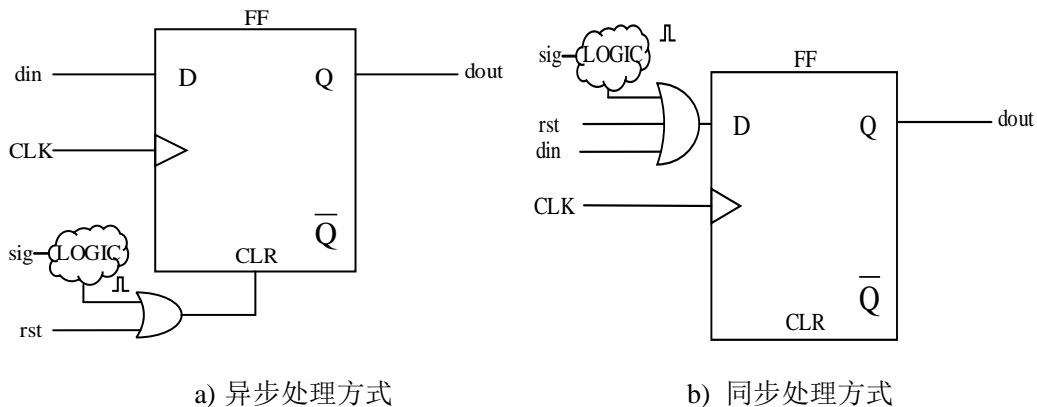 FF
din
D
Q
dout
CLK
Q
sig
LOGIC
CLR
rst
a) 异步处理方式
sig
LOGIC
FF
rst
D
Q
dout
din
CLK
Q
CLR
b) 同步处理方式